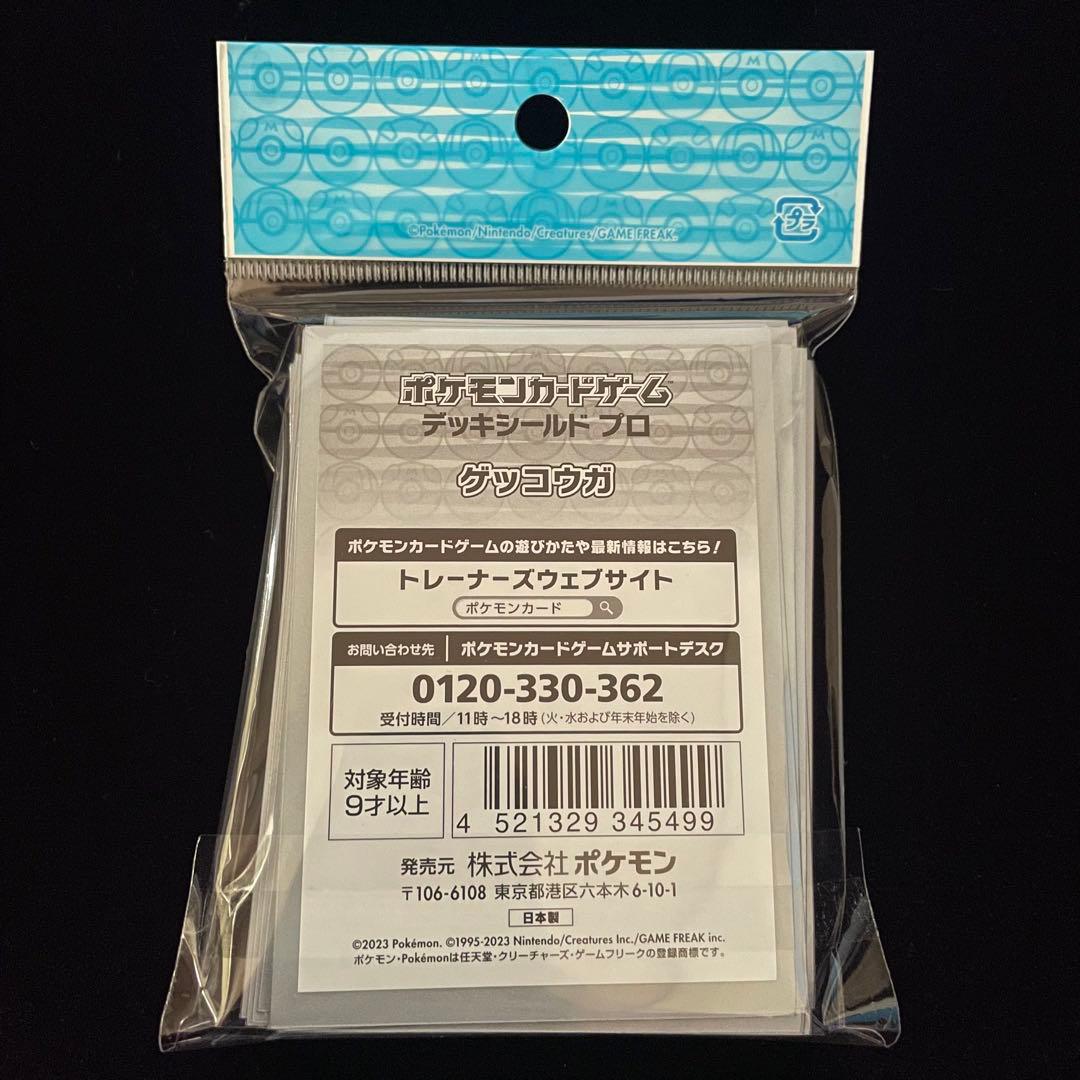 ©Pokémon/Nintendo/Creatures/GAME FREAK.
プラ
ポケモンカードゲーム™
デッキシールド プロ
ゲッコウガ
ポケモンカードゲームの遊びかたや最新情報はこちら!
トレーナーズウェブサイト
ポケモンカード
お問い合わせ先 ポケモンカードゲームサポートデスク
0120-330-362
受付時間/11時~18時(火・水および年末年始を除く)
対象年齢
9才以上
4 521329 345499
発売元 株式会社 ポケモン
〒106-6108 東京都港区六本木6-10-1
日本製
©2023 Pokémon. ©1995-2023 Nintendo/Creatures Inc./GAME FREAK inc.
ポケモン・Pokémonは任天堂・クリーチャーズ・ゲームフリークの登録商標です。